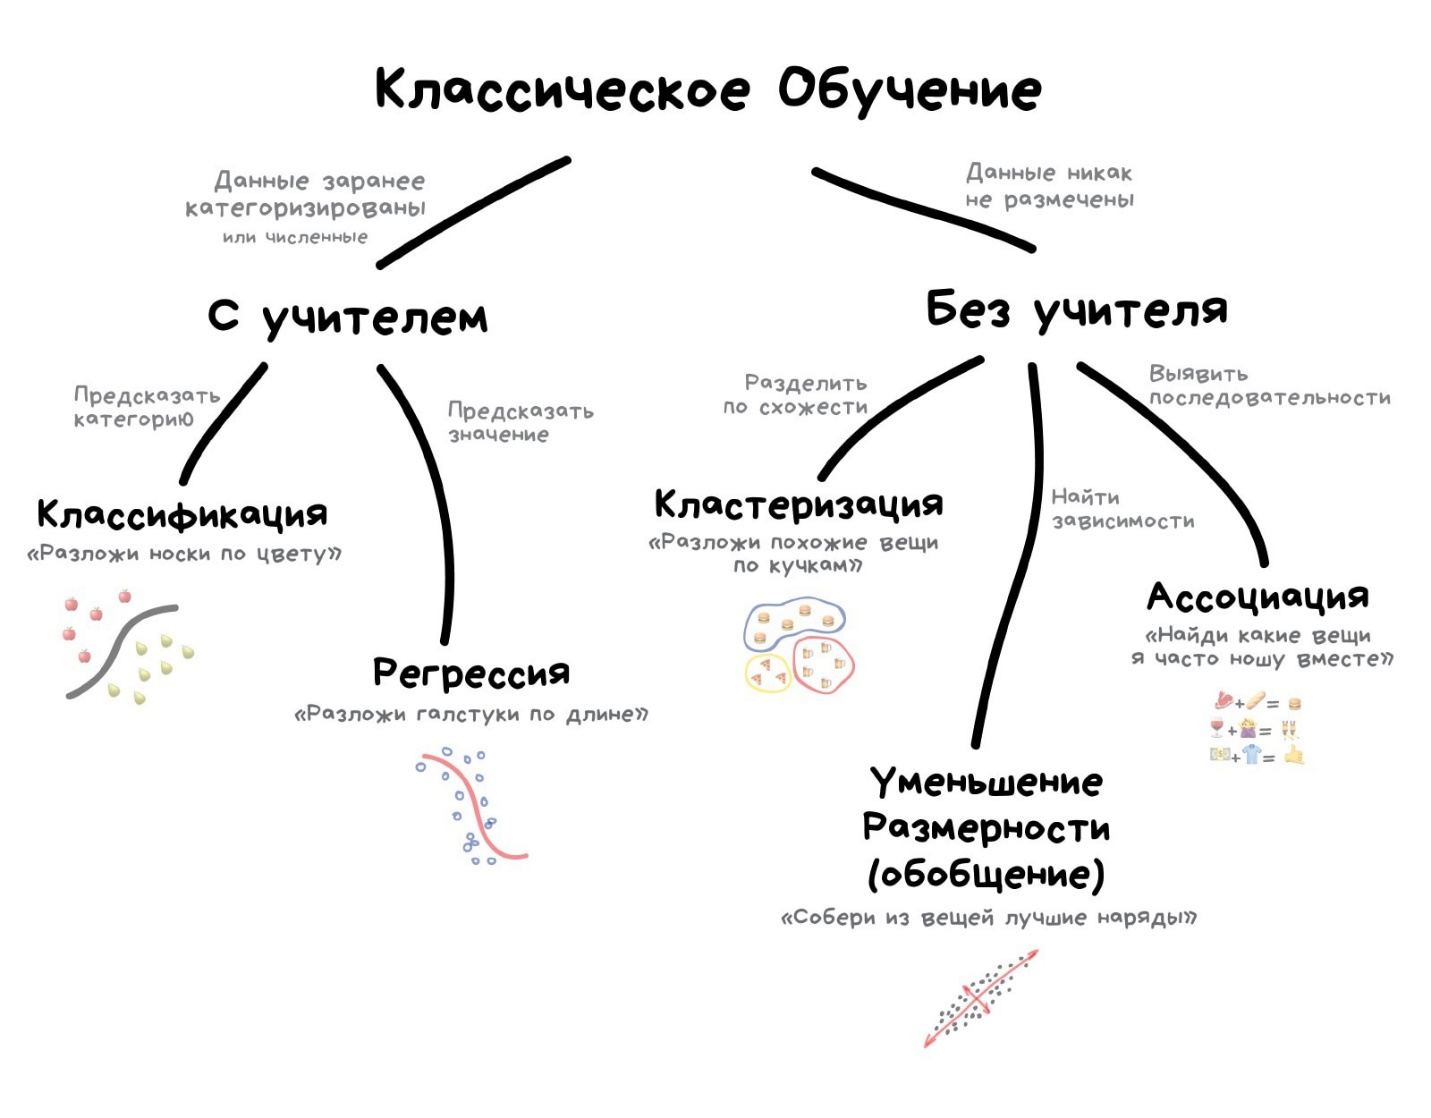 Классическое Обучение
Данные заранее
категоризированы
или численные
Данные никак
не размечены
С учителем
Без учителя
Предсказать
категорию
Предсказать
значение
Разделить
по схожести
Найти
зависимости
Выявить
последовательности
Классификация
«Разложи носки по цвету»
Регрессия
«Разложи галстуки по длине»
Кластеризация
«Разложи похожие вещи
по кучкам»
Уменьшение
Размерности
(обобщение)
«Собери из вещей лучшие наряды»
Ассоциация
«Найди какие вещи
я часто ношу вместе»
+ =
+ =
+ =